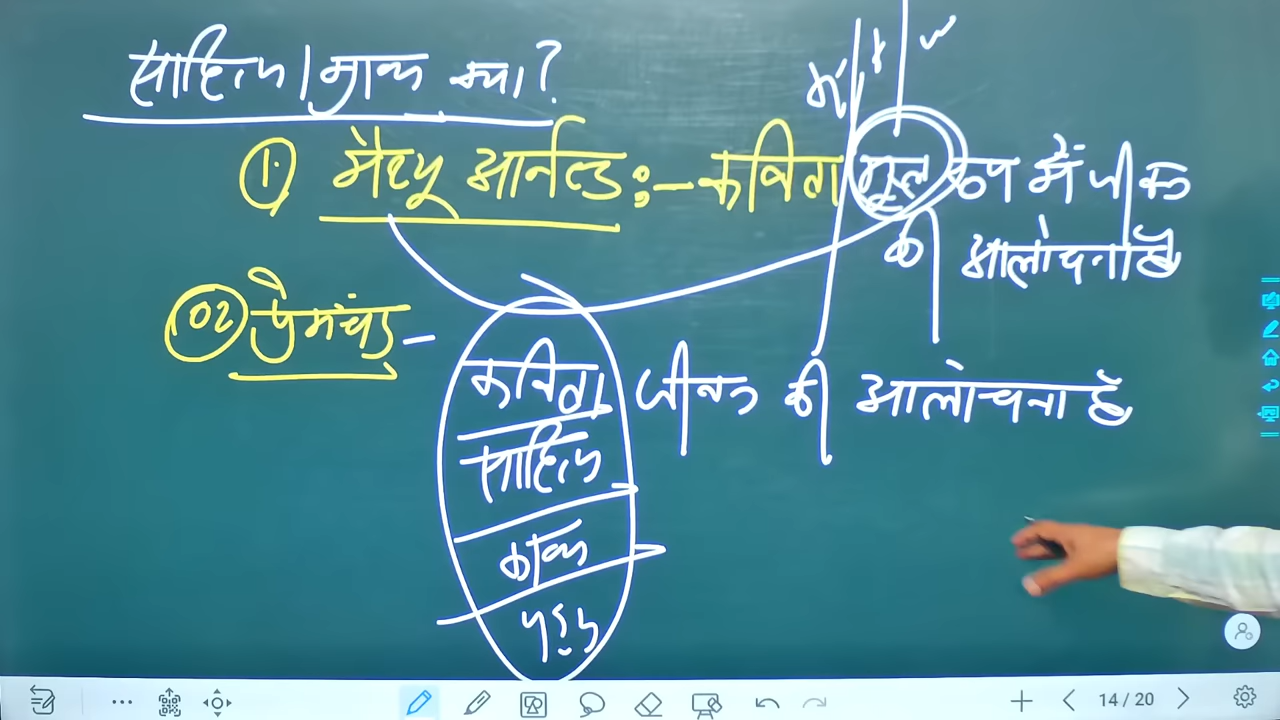 साहित्य/काव्य क्या?
① मैथ्यू आर्नल्ड :- कविता मूल रूप में जीवन
की आलोचना है
02 प्रेमचंद - कविता जीवन की आलोचना है
साहित्य
काव्य
14 / 20